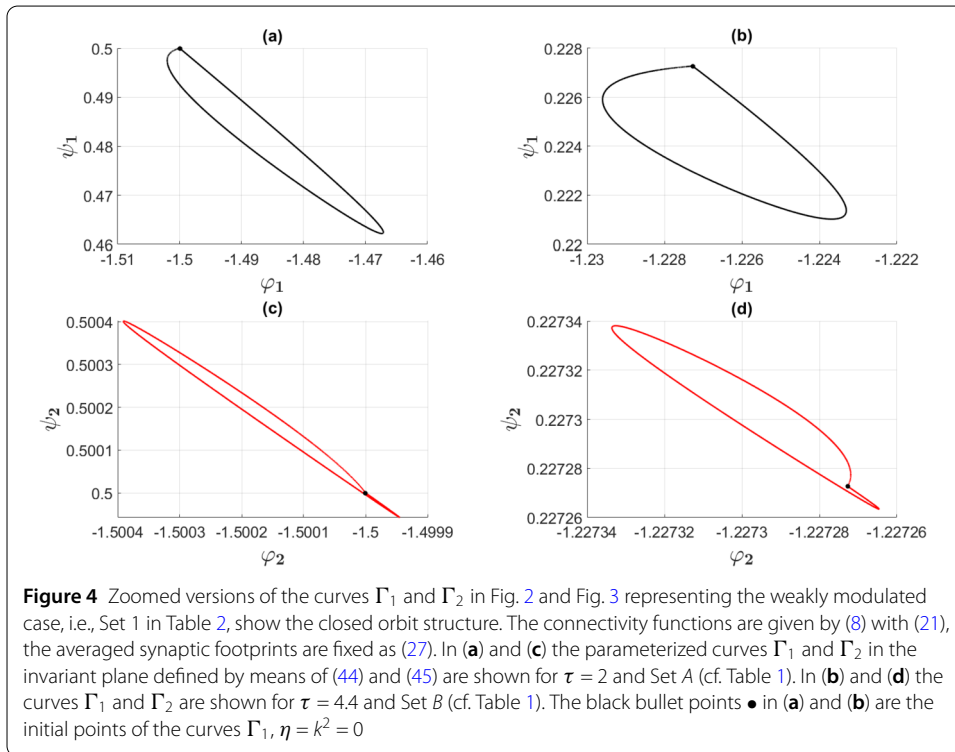 (a)
0.5
0.49
0.48
0.47
0.46
ψ1
-1.51 -1.5 -1.49 -1.48 -1.47 -1.46
φ1
(b)
0.228
0.226
0.224
0.222
0.22
ψ1
-1.23 -1.228 -1.226 -1.224 -1.223 -1.222
φ1
(c)
0.5004
0.5003
0.5002
0.5001
0.5
ψ2
-1.5004 -1.5003 -1.5002 -1.5001 -1.5 -1.4999
φ2
(d)
0.22734
0.22732
0.2273
0.22728
0.22726
ψ2
-1.22734 -1.22732 -1.2273 -1.22728 -1.22726
φ2
Figure 4 Zoomed versions of the curves Γ1 and Γ2 in Fig. 2 and Fig. 3 representing the weakly modulated
case, i.e., Set 1 in Table 2, show the closed orbit structure. The connectivity functions are given by (8) with (21),
the averaged synaptic footprints are fixed as (27). In (a) and (c) the parameterized curves Γ1 and Γ2 in the
invariant plane defined by means of (44) and (45) are shown for τ = 2 and Set A (cf. Table 1). In (b) and (d) the
curves Γ1 and Γ2 are shown for τ = 4.4 and Set B (cf. Table 1). The black bullet points • in (a) and (b) are the
initial points of the curves Γ1, η = k² = 0